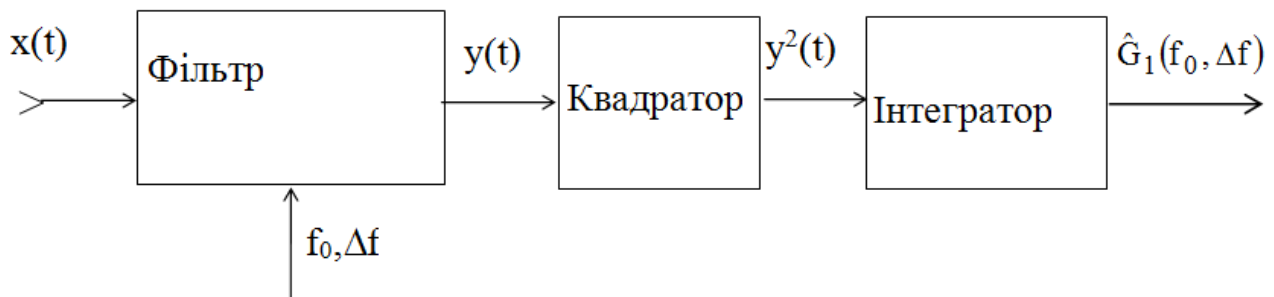 x(t)
Фільтр
y(t)
Квадратор
y²(t)
Інтегратор
Ĝ₁(f₀, Δf)
f₀,Δf